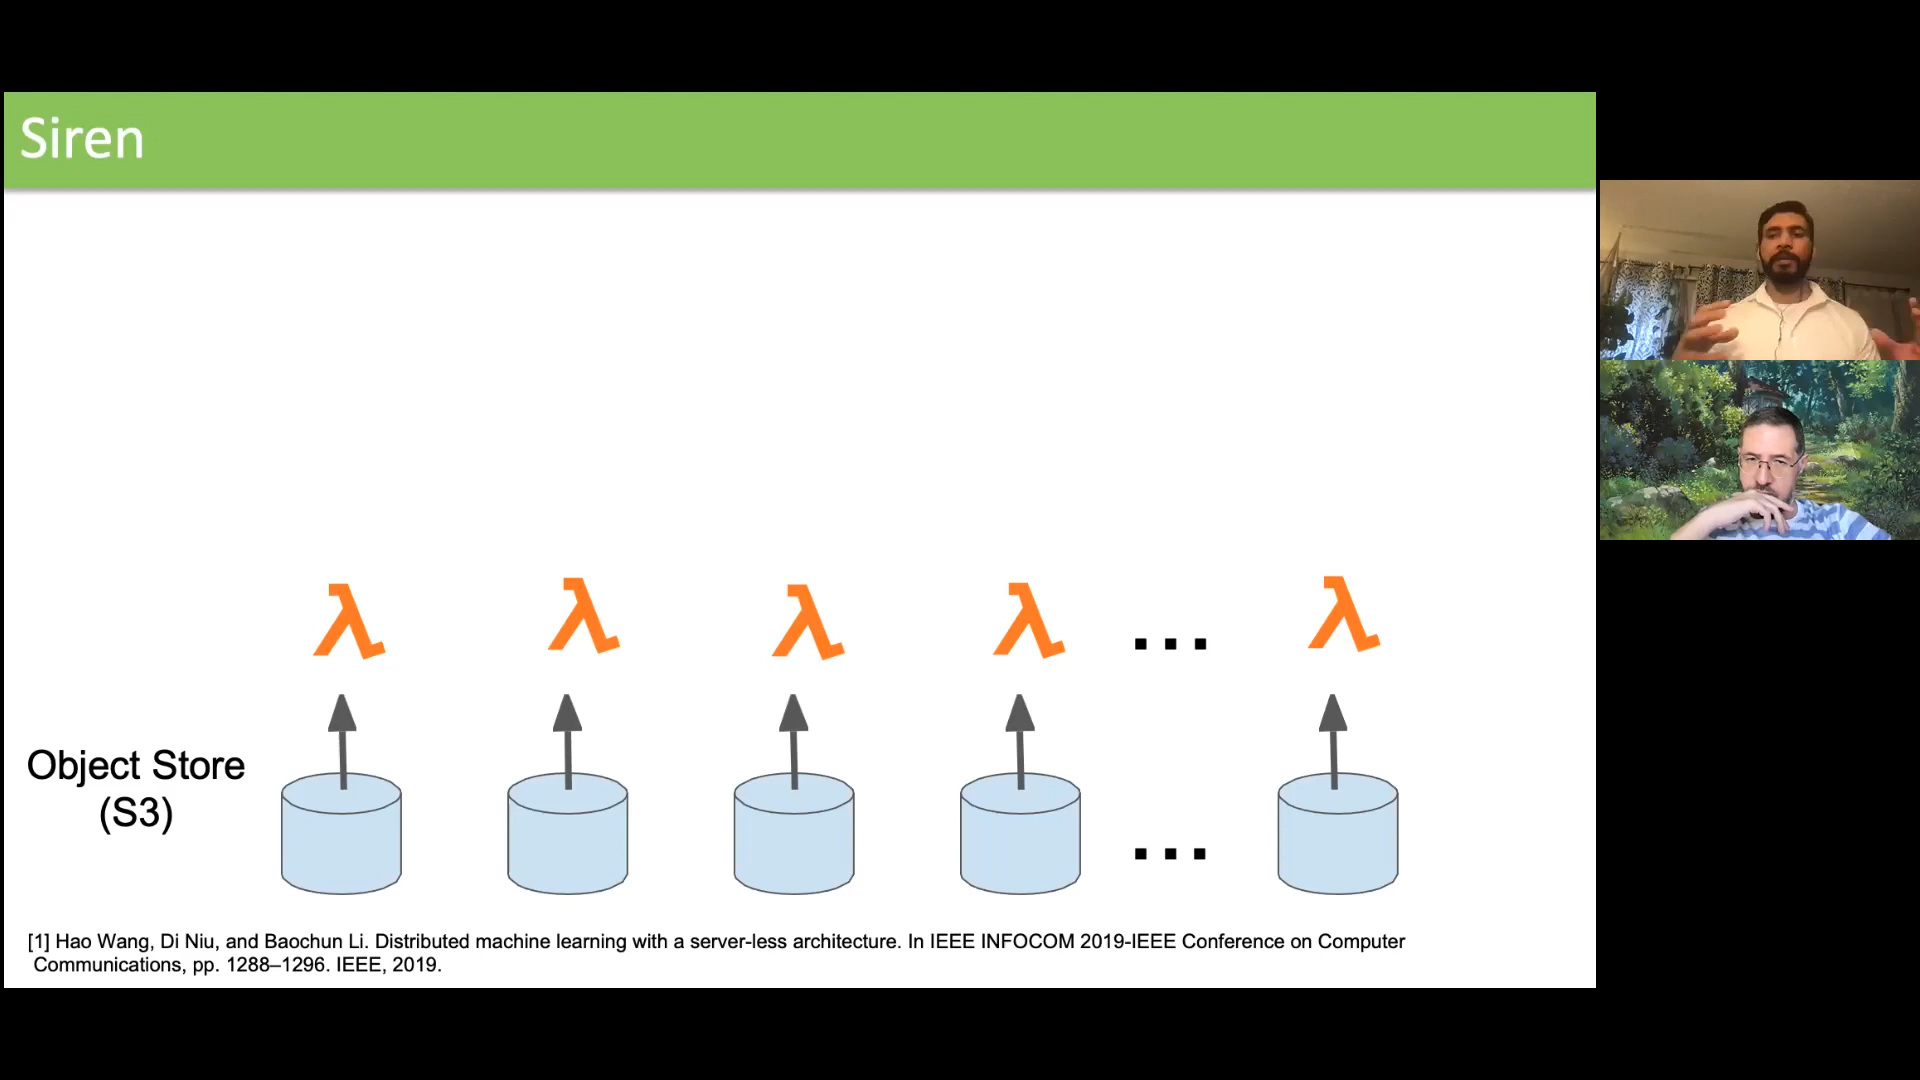 Siren
λ λ λ λ ... λ
Object Store
(S3)
...
[1] Hao Wang, Di Niu, and Baochun Li. Distributed machine learning with a server-less architecture. In IEEE INFOCOM 2019-IEEE Conference on Computer
Communications, pp. 1288–1296. IEEE, 2019.